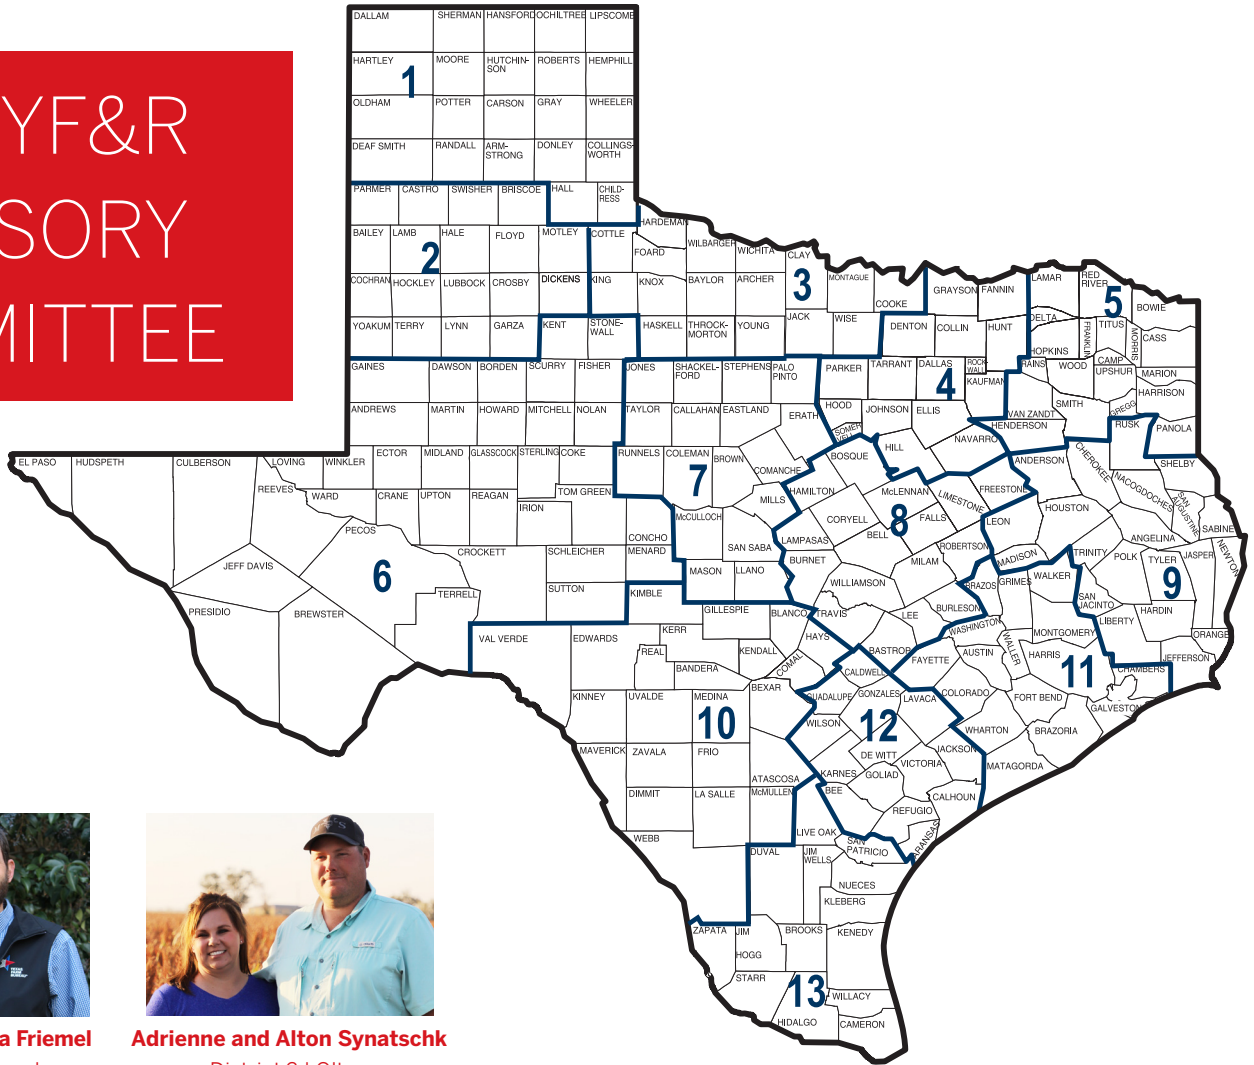 YF&R
SORY
MITTEE
DALLAM SHERMAN HANSFORD OCHILTREE LIPSCOMB
HARTLEY MOORE HUTCHIN-
SON ROBERTS HEMPHILL
1
OLDHAM POTTER CARSON GRAY WHEELER
DEAF SMITH RANDALL ARM-
STRONG DONLEY COLLINGS-
WORTH
PARMER CASTRO SWISHER BRISCOE HALL CHILD-
RESS
HARDEMAN
BAILEY LAMB HALE FLOYD MOTLEY COTTLE
FOARD WILBARGER WICHITA CLAY
2
COCHRAN HOCKLEY LUBBOCK CROSBY DICKENS KING KNOX BAYLOR ARCHER MONTAGUE
3
COOKE GRAYSON FANNIN LAMAR RED
RIVER
5
BOWIE
YOAKUM TERRY LYNN GARZA KENT STONE-
WALL HASKELL THROCK-
MORTON YOUNG JACK WISE DENTON COLLIN HUNT DELTA
HOPKINS FRANKLIN TITUS MORRIS CASS
GAINES DAWSON BORDEN SCURRY FISHER JONES SHACKEL-
FORD STEPHENS PALO
PINTO PARKER TARRANT DALLAS ROCK-
WALL RAINS WOOD CAMP
UPSHUR MARION
4
KAUFMAN HARRISON
ANDREWS MARTIN HOWARD MITCHELL NOLAN TAYLOR CALLAHAN EASTLAND ERATH HOOD JOHNSON ELLIS VAN ZANDT SMITH GREGG
SOMER
VELL HENDERSON RUSK PANOLA
EL PASO HUDSPETH CULBERSON LOVING WINKLER ECTOR MIDLAND GLASSCOCK STERLING COKE RUNNELS COLEMAN BROWN COMANCHE BOSQUE HILL NAVARRO ANDERSON CHEROKEE SHELBY
7
REEVES WARD CRANE UPTON REAGAN TOM GREEN MILLS HAMILTON McLENNAN LIMESTONE FREESTONE NACOGDOCHES SAN
AUGUSTINE
IRION McCULLOCH CORYELL 8 FALLS LEON HOUSTON SABINE
PECOS CONCHO SAN SABA LAMPASAS BELL ROBERTSON ANGELINA NEWTON
CROCKETT SCHLEICHER MENARD BURNET MILAM MADISON TRINITY POLK TYLER JASPER
JEFF DAVIS 6 MASON LLANO WILLIAMSON BRAZOS GRIMES WALKER 9
TERRELL SUTTON KIMBLE SAN
JACINTO HARDIN
PRESIDIO BREWSTER GILLESPIE BLANCO TRAVIS LEE BURLESON WASHINGTON LIBERTY
VAL VERDE EDWARDS KERR HAYS MONTGOMERY ORANGE
REAL KENDALL COMAL BASTROP FAYETTE AUSTIN WALLER HARRIS JEFFERSON
BANDERA CALDWELL 11 CHAMBERS
KINNEY UVALDE MEDINA BEXAR GUADALUPE GONZALES LAVACA COLORADO FORT BEND GALVESTON
10 WILSON 12 WHARTON BRAZORIA
MAVERICK ZAVALA FRIO DE WITT JACKSON MATAGORDA
ATASCOSA KARNES GOLIAD VICTORIA
DIMMIT LA SALLE McMULLEN BEE CALHOUN
REFUGIO
WEBB LIVE OAK SAN
PATRICIO ARANSAS
DUVAL JIM
WELLS
NUECES
KLEBERG
ZAPATA JIM
HOGG BROOKS KENEDY
STARR 13 WILLACY
HIDALGO CAMERON
TEXAS
FARM
BUREAU
a Friemel
Adrienne and Alton Synatschk